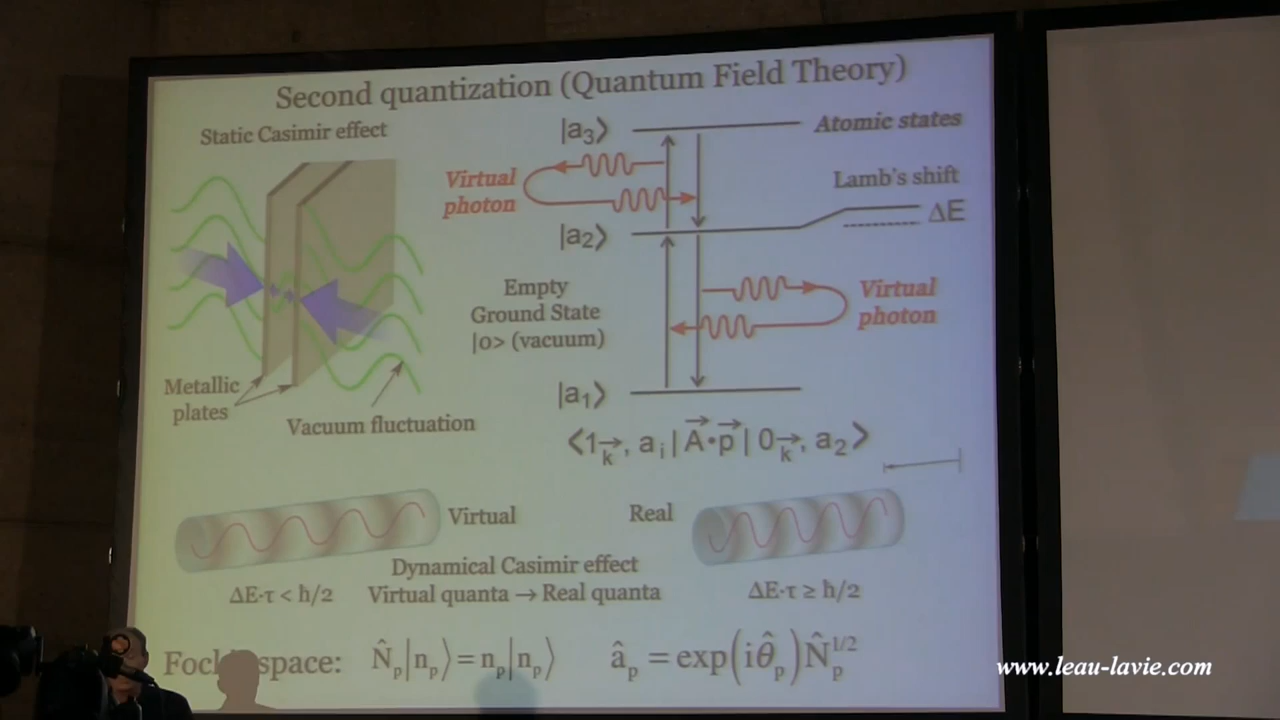 Second quantization (Quantum Field Theory)
Static Casimir effect
Metallic
plates
Vacuum fluctuation
|a₃⟩
Atomic states
Virtual
photon
Lamb's shift
ΔE
|a₂⟩
Empty
Ground State
|0> (vacuum)
Virtual
photon
|a₁⟩
<1k⃗, aᵢ|A⃗·p⃗|0k⃗, a₂>
Virtual
Real
Dynamical Casimir effect
ΔE·τ < ħ/2
Virtual quanta → Real quanta
ΔE·τ ≥ ħ/2
space: N̂ₚ|nₚ⟩=nₚ|nₚ⟩ âₚ = exp(iθ̂ₚ)N̂ₚ^1/2
www.leau-lavie.com